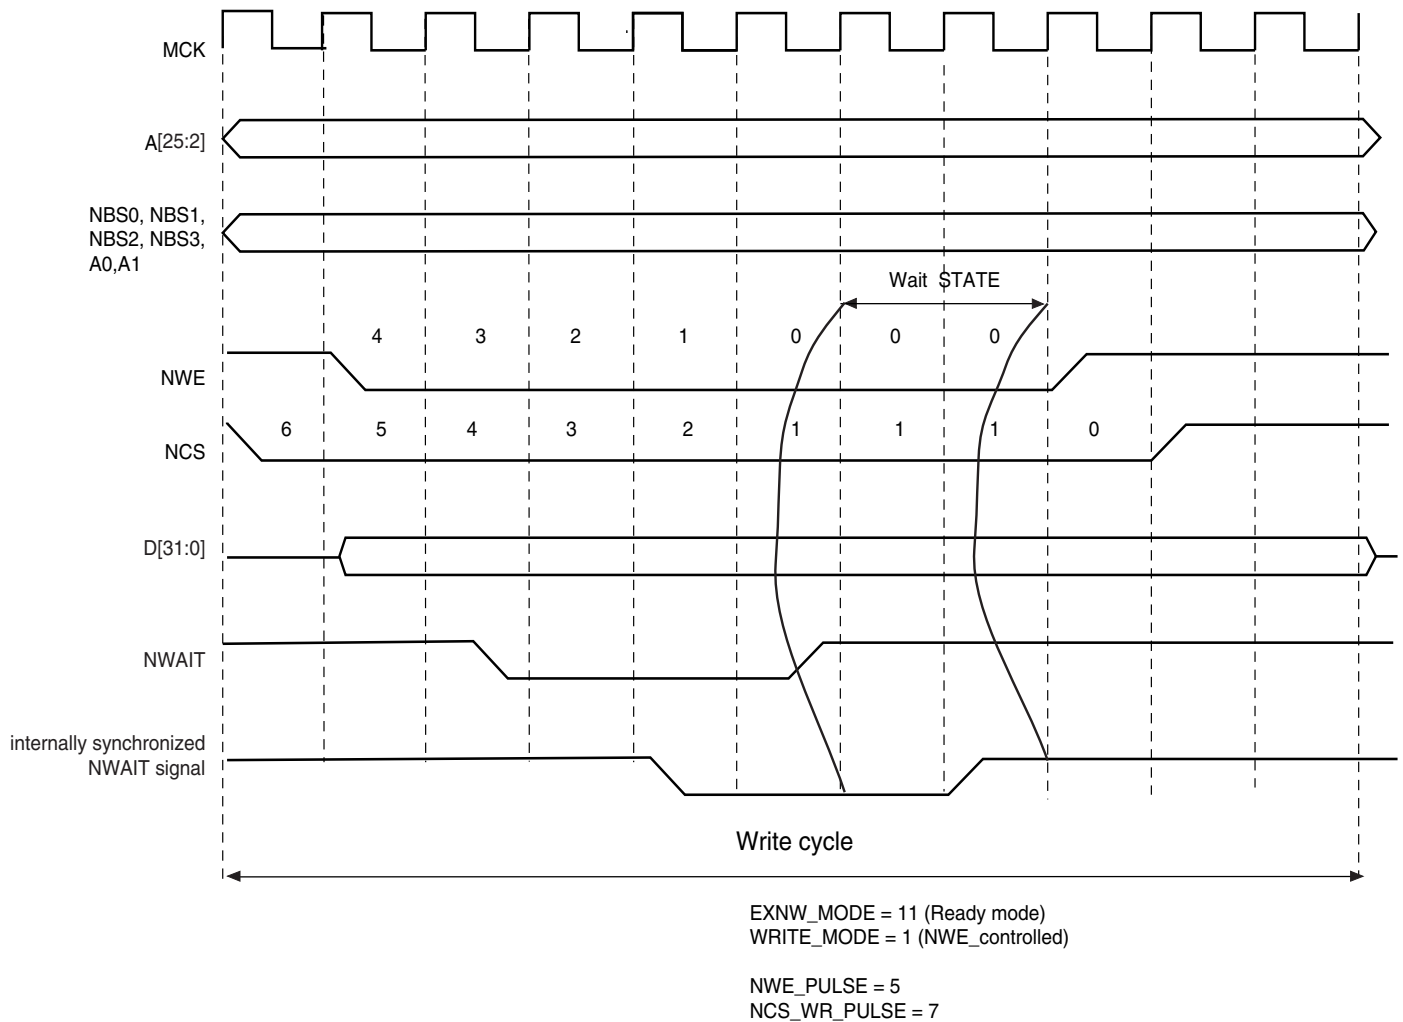 MCK
A[25:2]
NBS0, NBS1,
NBS2, NBS3,
A0,A1
Wait STATE
4 3 2 1 0 0 0
NWE
6 5 4 3 2 1 1 1 0
NCS
D[31:0]
NWAIT
internally synchronized
NWAIT signal
Write cycle
EXNW_MODE = 11 (Ready mode)
WRITE_MODE = 1 (NWE_controlled)
NWE_PULSE = 5
NCS_WR_PULSE = 7